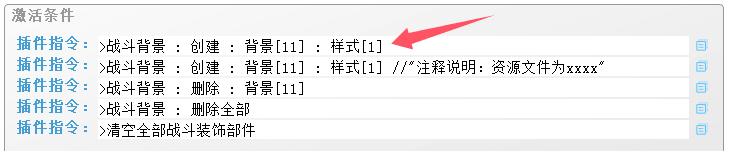 激活条件
插件指令: >战斗背景 : 创建 : 背景[11] : 样式[1]
插件指令: >战斗背景 : 创建 : 背景[11] : 样式[1] //"注释说明: 资源文件为xxxx"
插件指令: >战斗背景 : 删除 : 背景[11]
插件指令: >战斗背景 : 删除全部
插件指令: >清空全部战斗装饰部件